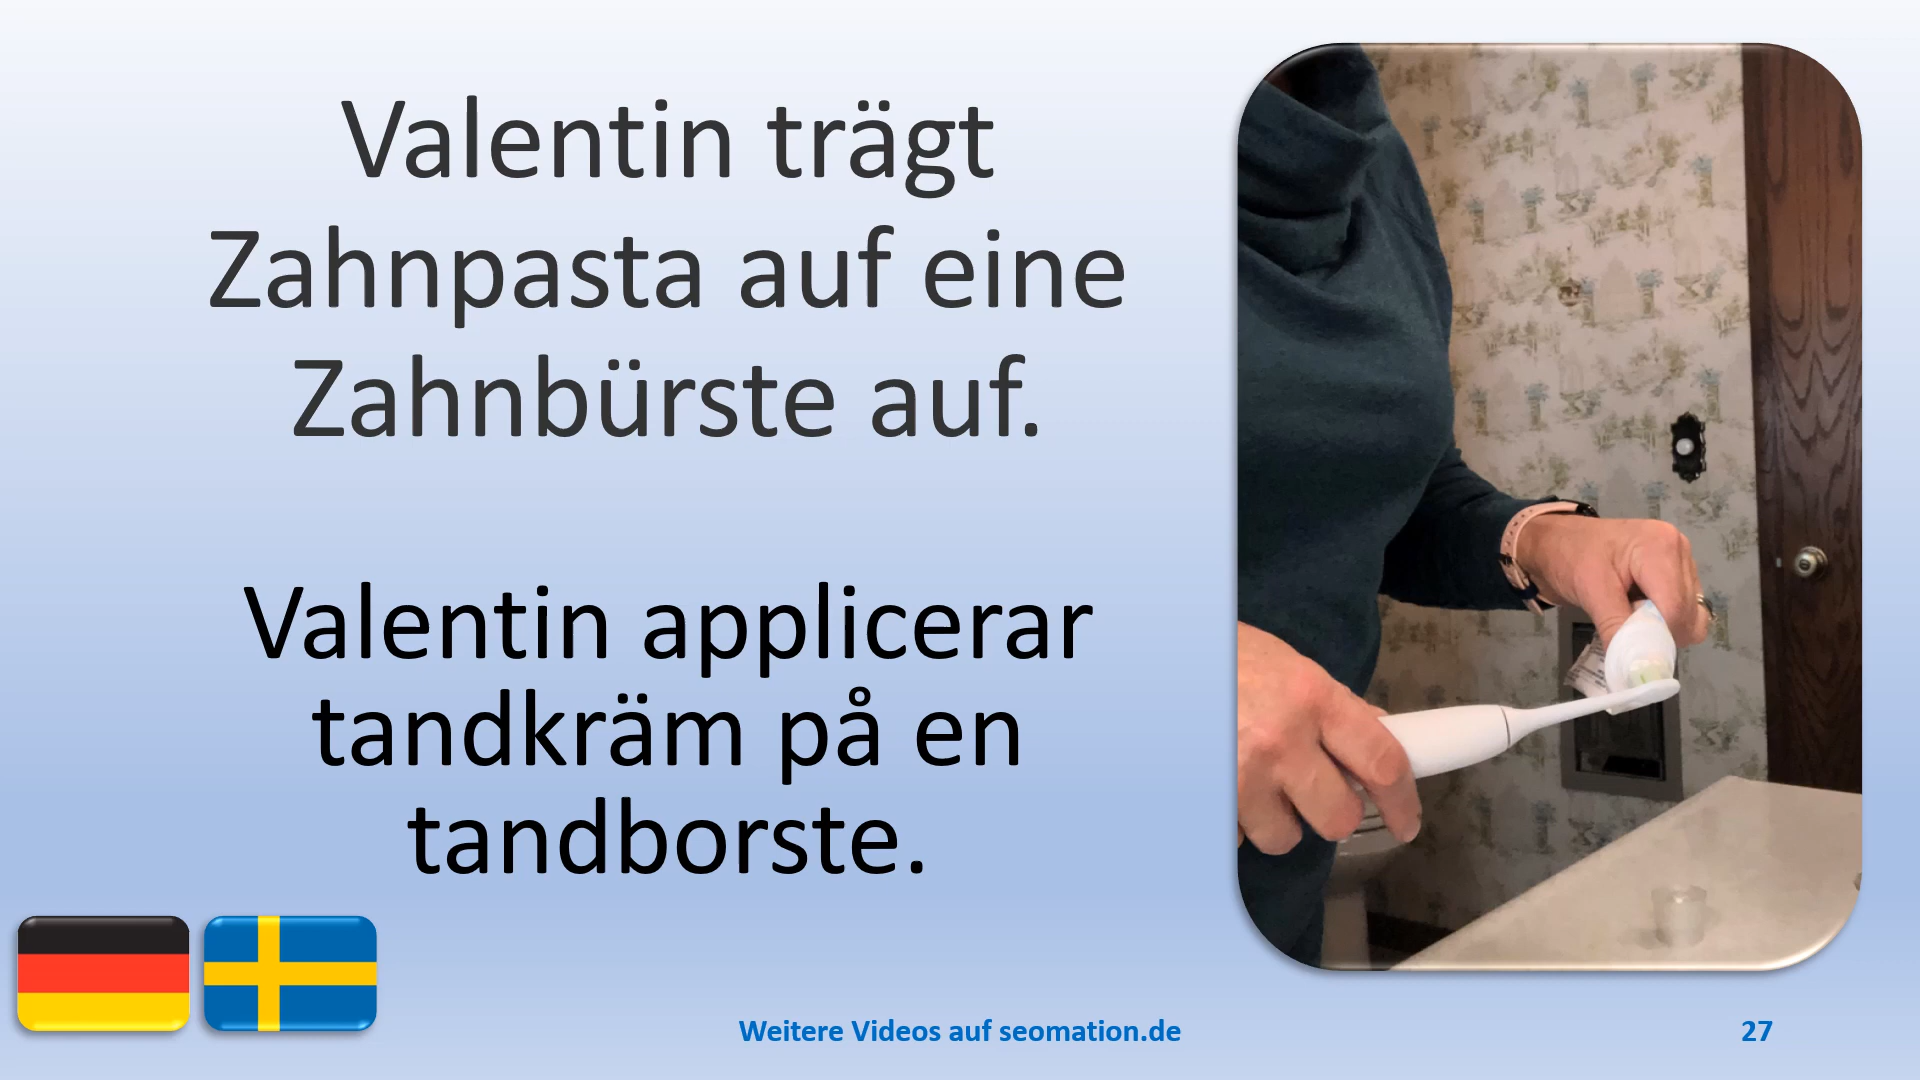 Valentin trägt
Zahnpasta auf eine
Zahnbürste auf.
Valentin applicerar
tandkräm på en
tandborste.
Weitere Videos auf seomation.de
27